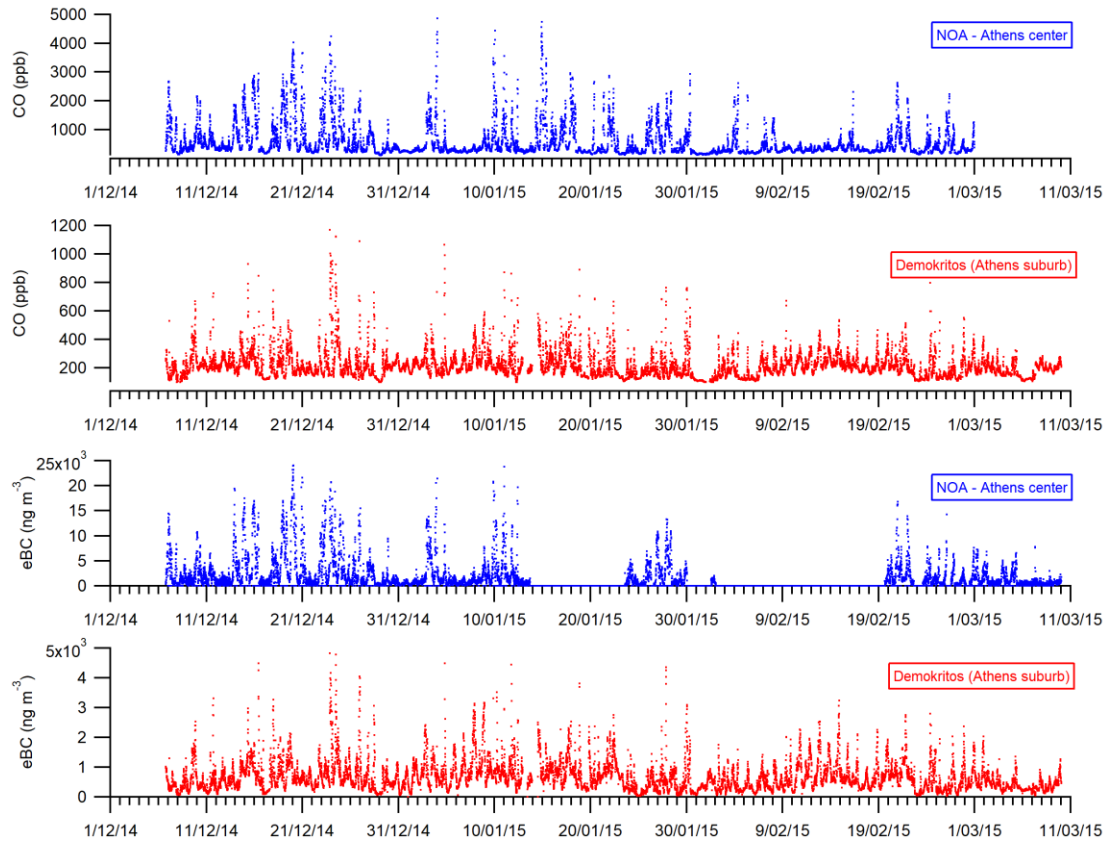 5000
4000
3000
2000
1000
CO (ppb)
NOA - Athens center
1/12/14 11/12/14 21/12/14 31/12/14 10/01/15 20/01/15 30/01/15 9/02/15 19/02/15 1/03/15 11/03/15
1200
1000
800
600
400
200
CO (ppb)
Demokritos (Athens suburb)
1/12/14 11/12/14 21/12/14 31/12/14 10/01/15 20/01/15 30/01/15 9/02/15 19/02/15 1/03/15 11/03/15
25x10³
20
15
10
5
0
eBC (ng m⁻³)
NOA - Athens center
1/12/14 11/12/14 21/12/14 31/12/14 10/01/15 20/01/15 30/01/15 9/02/15 19/02/15 1/03/15 11/03/15
5x10³
4
3
2
1
0
eBC (ng m⁻³)
Demokritos (Athens suburb)
1/12/14 11/12/14 21/12/14 31/12/14 10/01/15 20/01/15 30/01/15 9/02/15 19/02/15 1/03/15 11/03/15